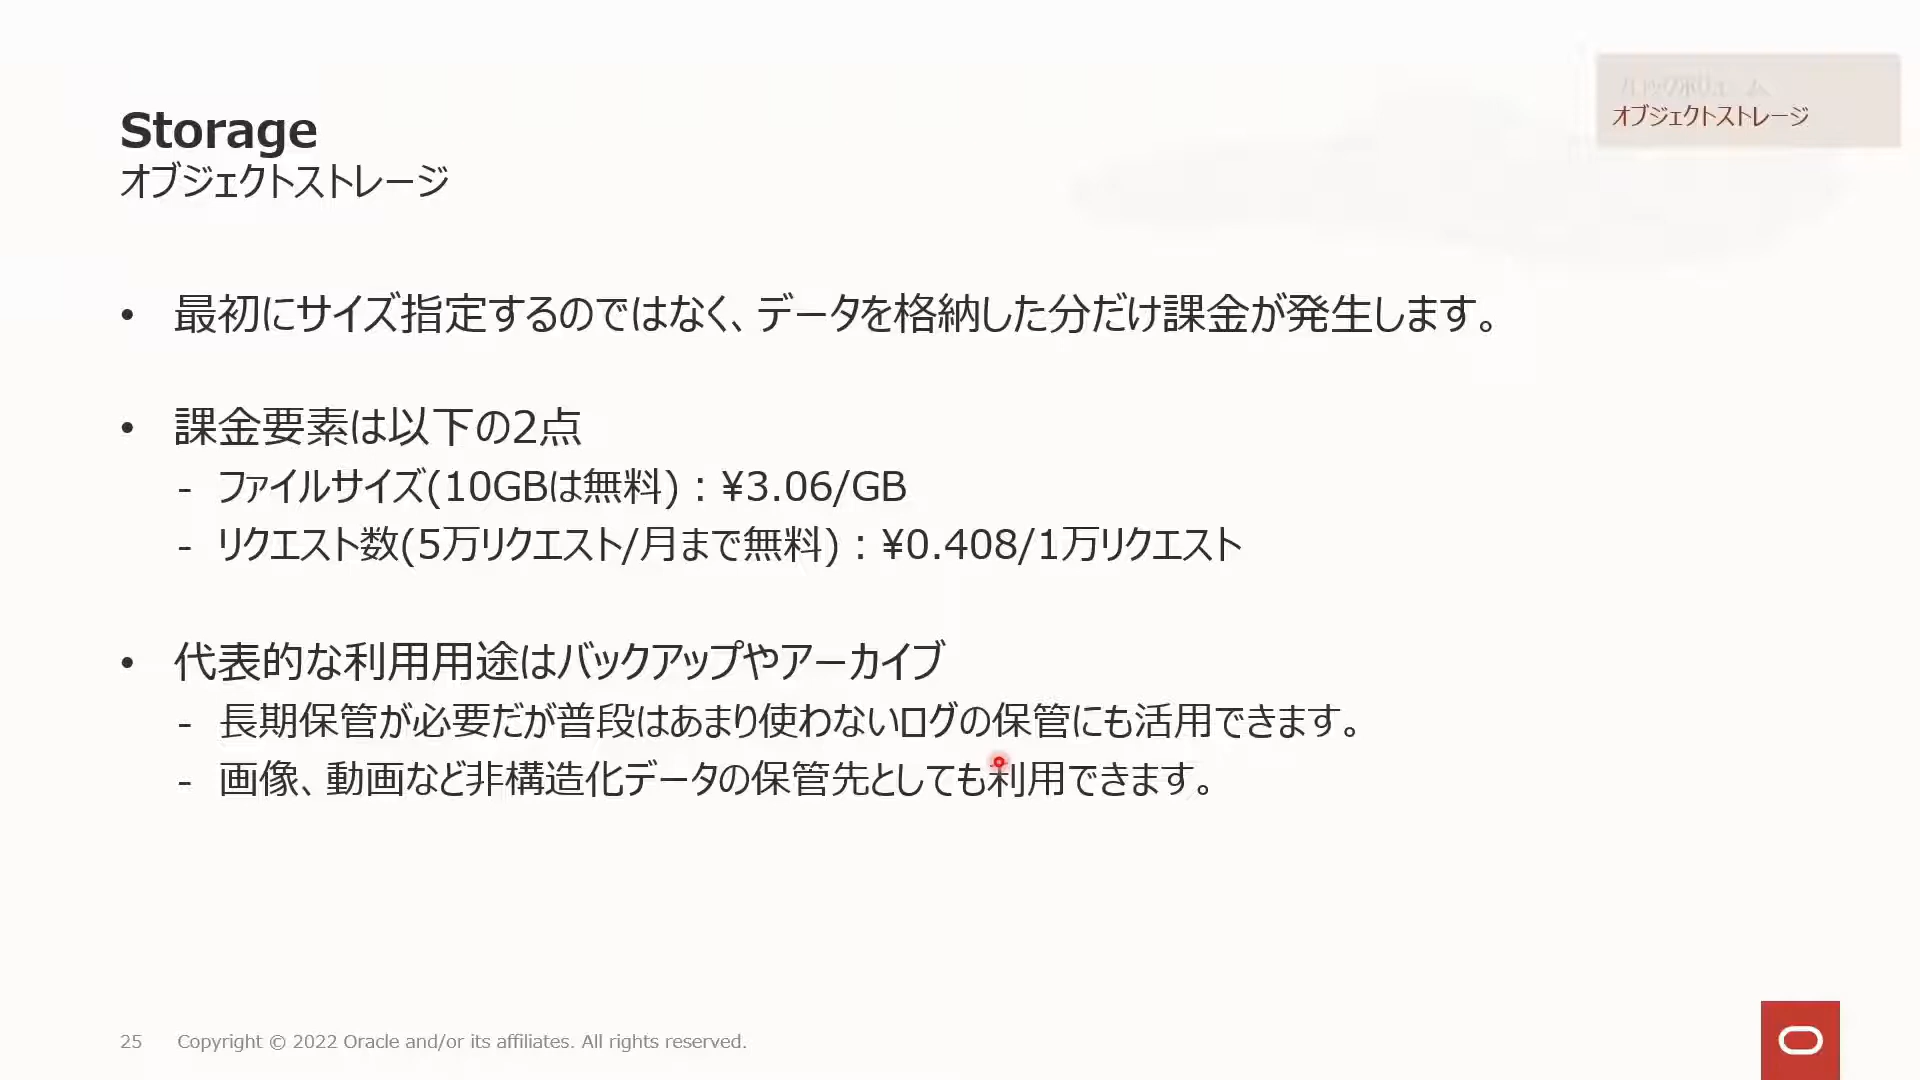 Storage
オブジェクトストレージ
オブジェクトストレージ
• 最初にサイズ指定するのではなく、データを格納した分だけ課金が発生します。
• 課金要素は以下の2点
- ファイルサイズ(10GBは無料)：¥3.06/GB
- リクエスト数(5万リクエスト/月まで無料)：¥0.408/1万リクエスト
• 代表的な利用用途はバックアップやアーカイブ
- 長期保管が必要だが普段はあまり使わないログの保管にも活用できます。
- 画像、動画など非構造化データの保管先としても利用できます。
25 Copyright © 2022 Oracle and/or its affiliates. All rights reserved.